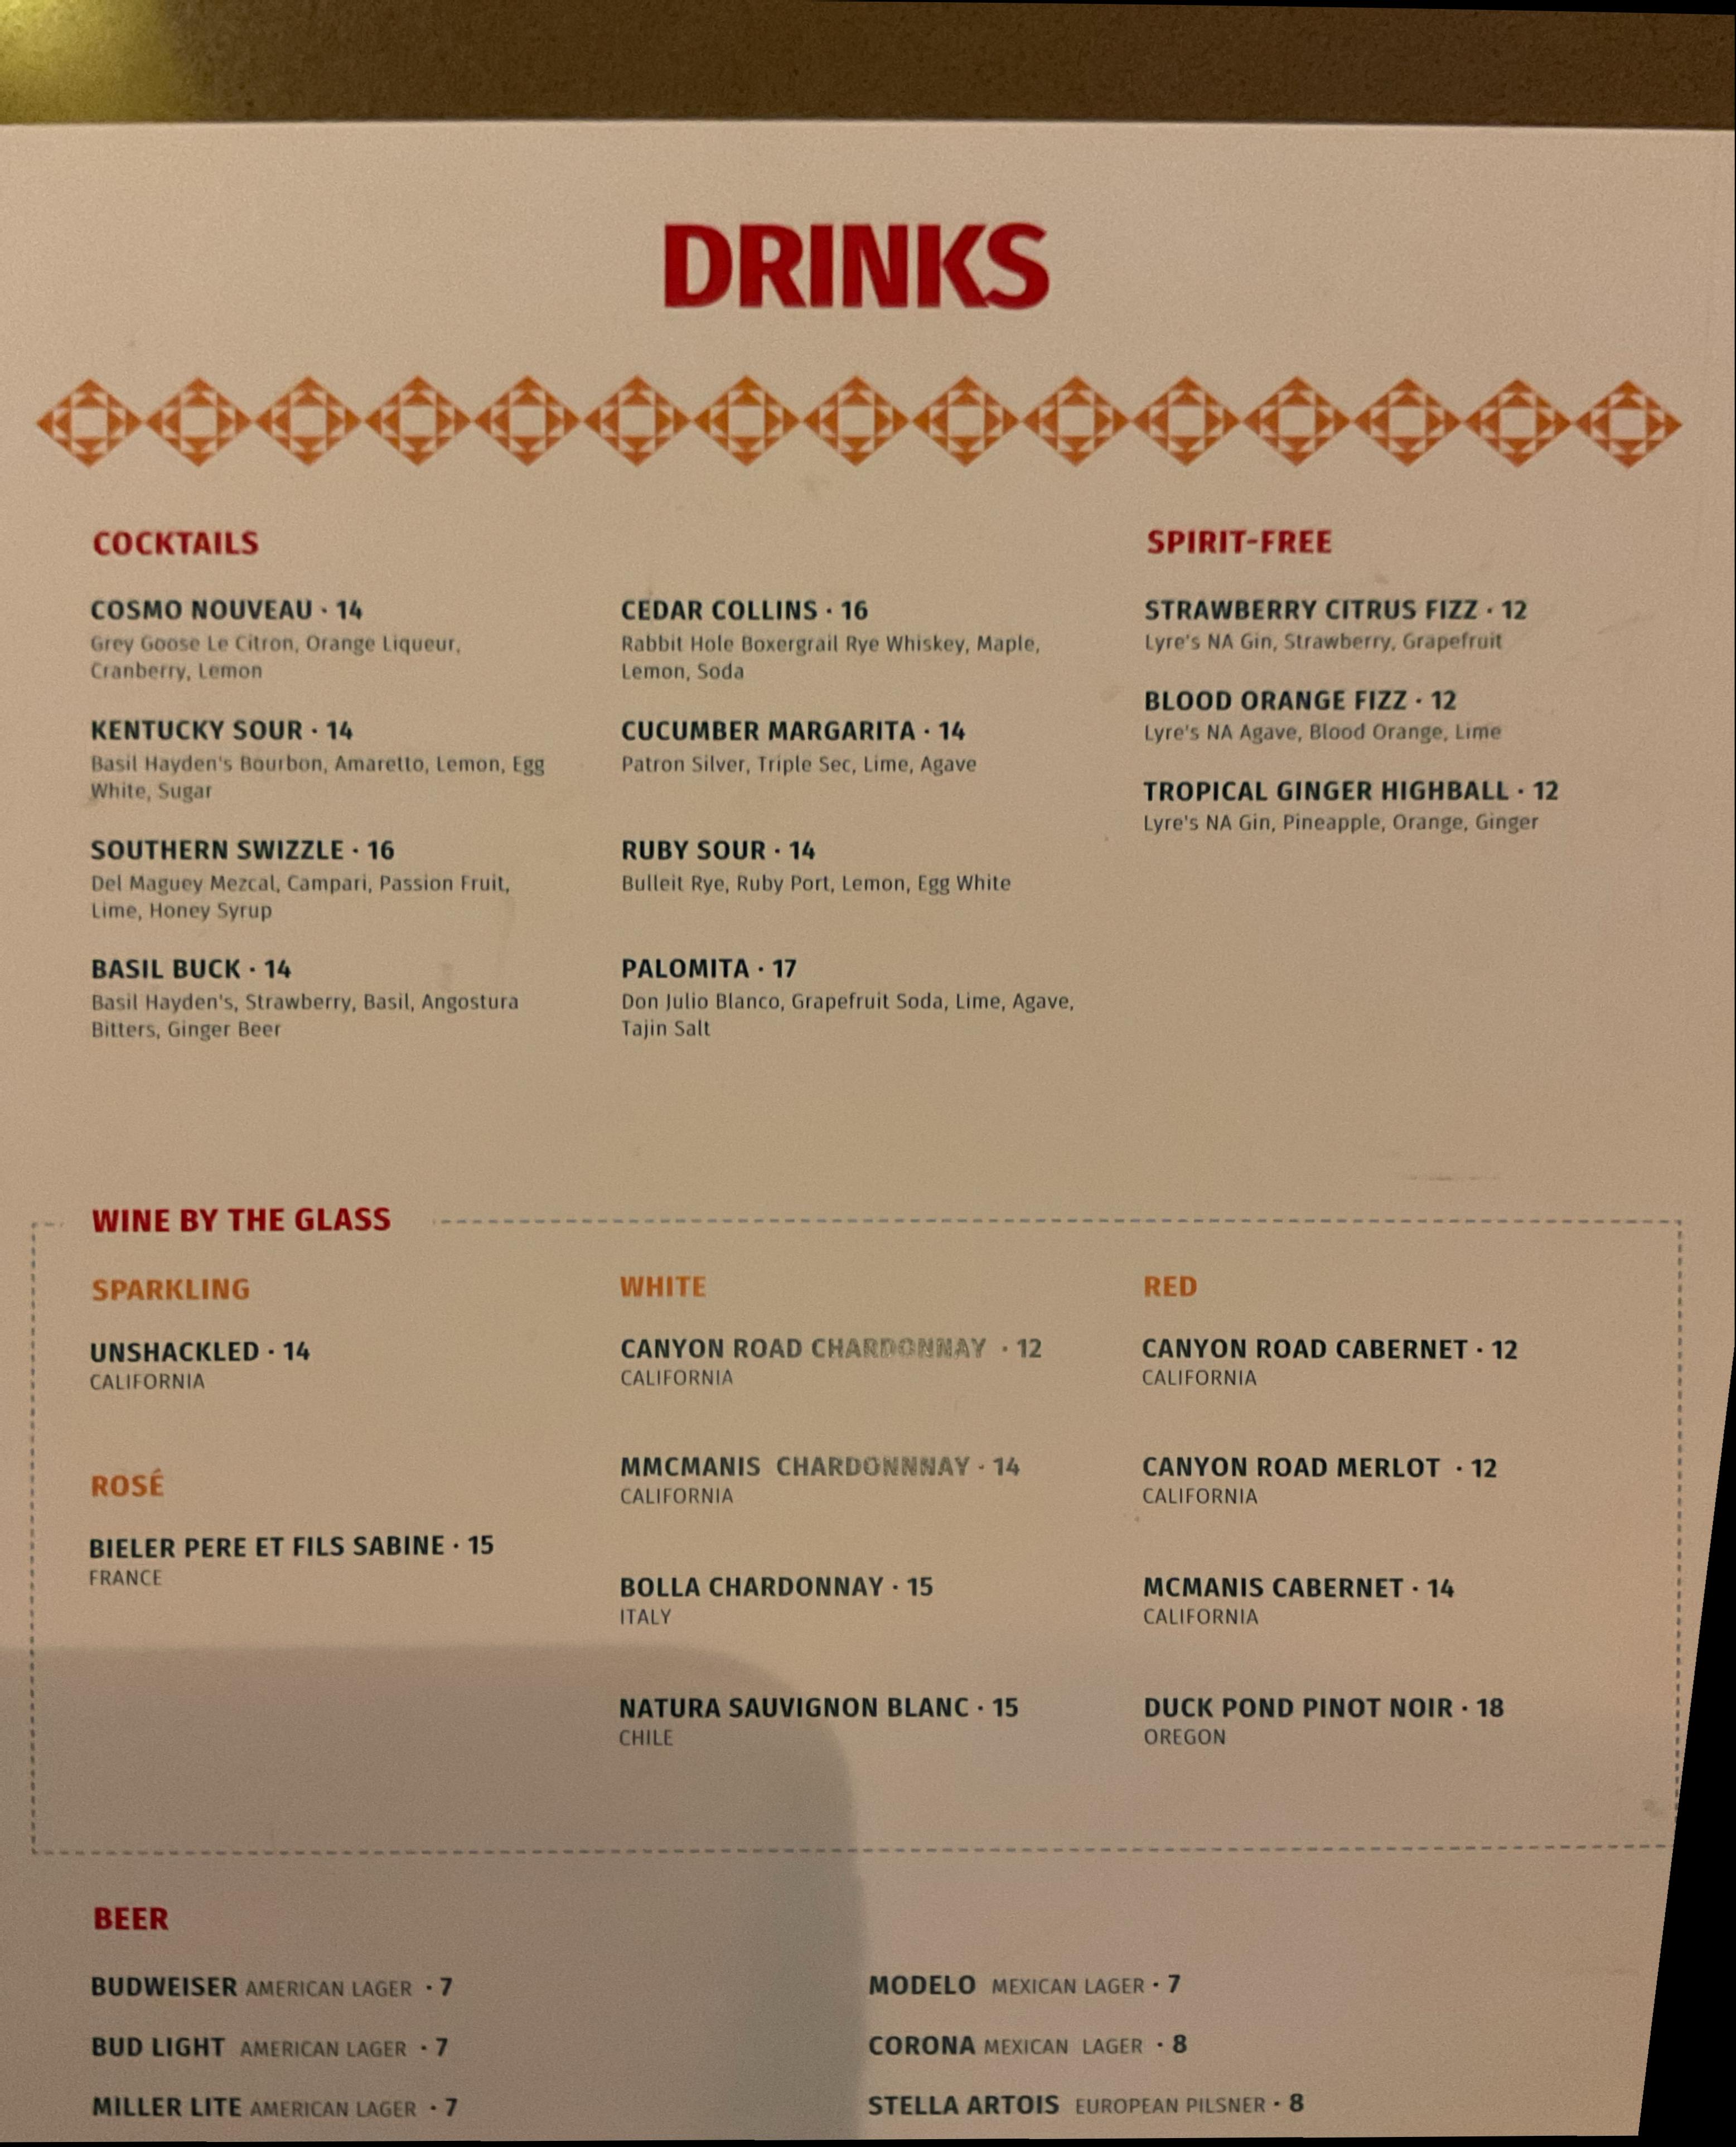 DRINKS
COCKTAILS
COSMO NOUVEAU · 14
Grey Goose Le Citron, Orange Liqueur,
Cranberry, Lemon
KENTUCKY SOUR · 14
Basil Hayden's Bourbon, Amaretto, Lemon, Egg
White, Sugar
SOUTHERN SWIZZLE · 16
Del Maguey Mezcal, Campari, Passion Fruit,
Lime, Honey Syrup
BASIL BUCK · 14
Basil Hayden's, Strawberry, Basil, Angostura
Bitters, Ginger Beer
CEDAR COLLINS · 16
Rabbit Hole Boxergrail Rye Whiskey, Maple,
Lemon, Soda
CUCUMBER MARGARITA · 14
Patron Silver, Triple Sec, Lime, Agave
RUBY SOUR · 14
Bulleit Rye, Ruby Port, Lemon, Egg White
PALOMITA · 17
Don Julio Blanco, Grapefruit Soda, Lime, Agave,
Tajin Salt
SPIRIT-FREE
STRAWBERRY CITRUS FIZZ · 12
Lyre's NA Gin, Strawberry, Grapefruit
BLOOD ORANGE FIZZ · 12
Lyre's NA Agave, Blood Orange, Lime
TROPICAL GINGER HIGHBALL · 12
Lyre's NA Gin, Pineapple, Orange, Ginger
WINE BY THE GLASS
SPARKLING
UNSHACKLED · 14
CALIFORNIA
ROSÉ
BIELER PERE ET FILS SABINE · 15
FRANCE
WHITE
CANYON ROAD CHARDONNAY · 12
CALIFORNIA
MMCMANIS CHARDONNNAY · 14
CALIFORNIA
BOLLA CHARDONNAY · 15
ITALY
NATURA SAUVIGNON BLANC · 15
CHILE
RED
CANYON ROAD CABERNET · 12
CALIFORNIA
CANYON ROAD MERLOT · 12
CALIFORNIA
MCMANIS CABERNET · 14
CALIFORNIA
DUCK POND PINOT NOIR · 18
OREGON
BEER
BUDWEISER AMERICAN LAGER · 7
BUD LIGHT AMERICAN LAGER · 7
MILLER LITE AMERICAN LAGER · 7
MODELO MEXICAN LAGER · 7
CORONA MEXICAN LAGER · 8
STELLA ARTOIS EUROPEAN PILSNER · 8